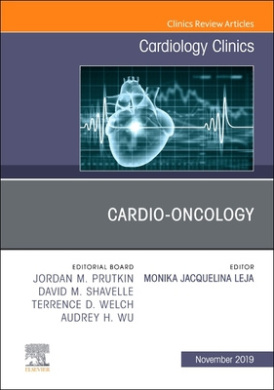 Clinics Review Articles
Cardiology Clinics
CARDIO-ONCOLOGY
EDITORIAL BOARD
JORDAN M. PRUTKIN
DAVID M. SHAVELLE
TERRENCE D. WELCH
AUDREY H. WU
EDITOR
MONIKA JACQUELINA LEJA
ELSEVIER
NOVEMBER 2019